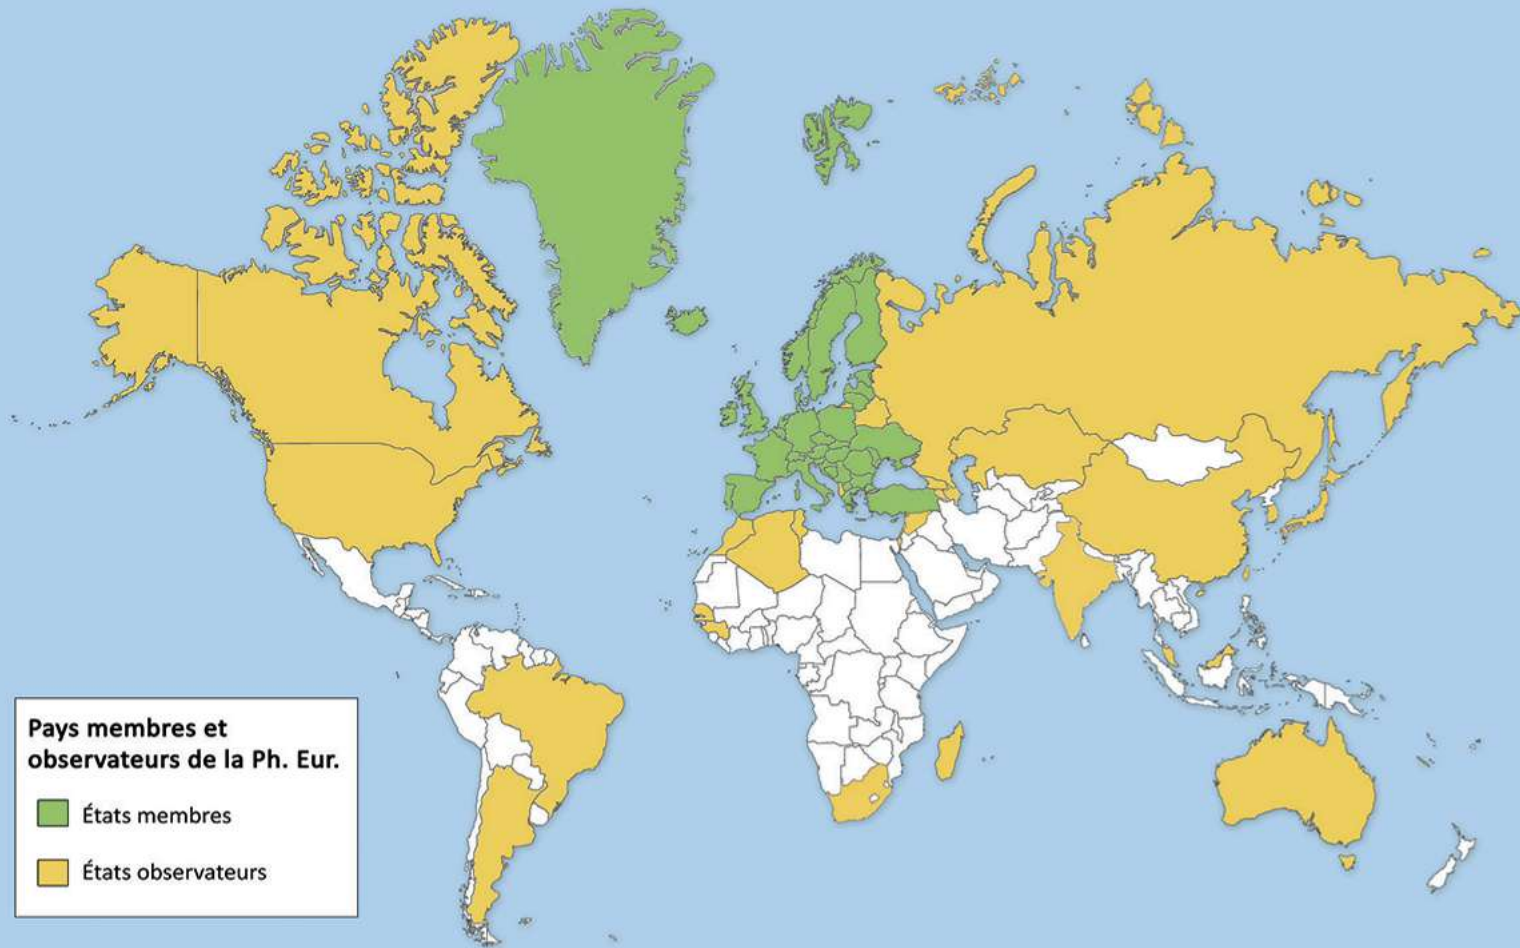 Pays membres et
observateurs de la Ph. Eur.
États membres
États observateurs